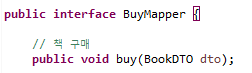 public interface BuyMapper {
// 책 구매
public void buy(BookDTO dto);